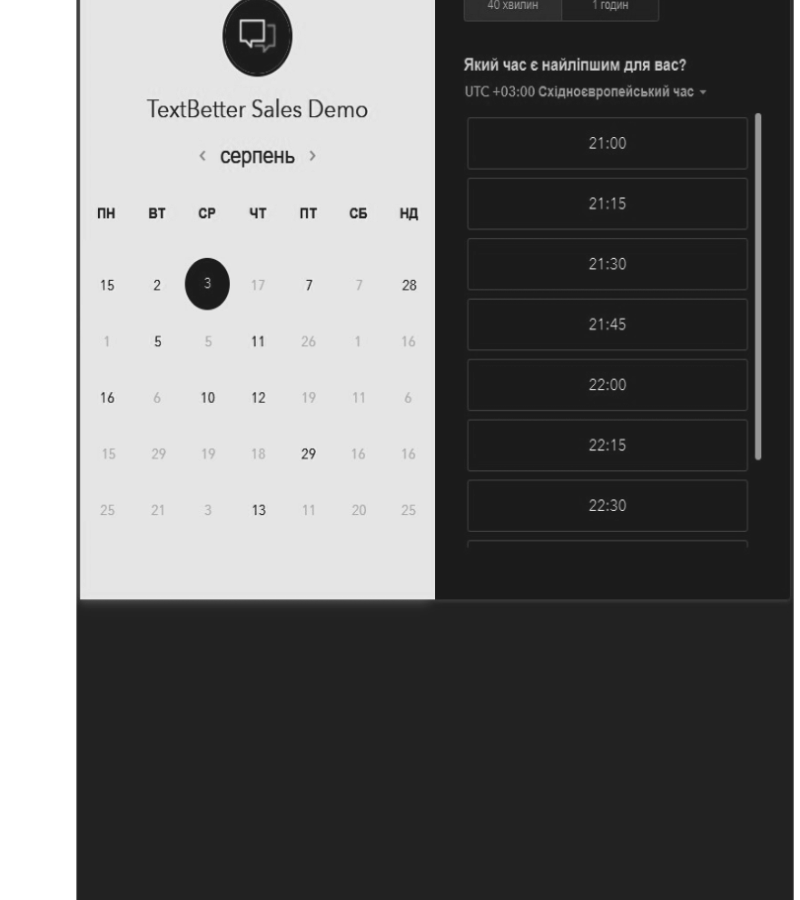 TextBetter Sales Demo
серпень
ПН ВТ СР ЧТ ПТ СБ НД
15 2 3 17 7 7 28
1 5 5 11 26 1 16
16 6 10 12 19 11 6
15 29 19 18 29 16 16
25 21 3 13 11 20 25
40 хвилин 1 годин
Який час є найліпшим для вас?
UTC +03:00 Східноєвропейський час
21:00
21:15
21:30
21:45
22:00
22:15
22:30